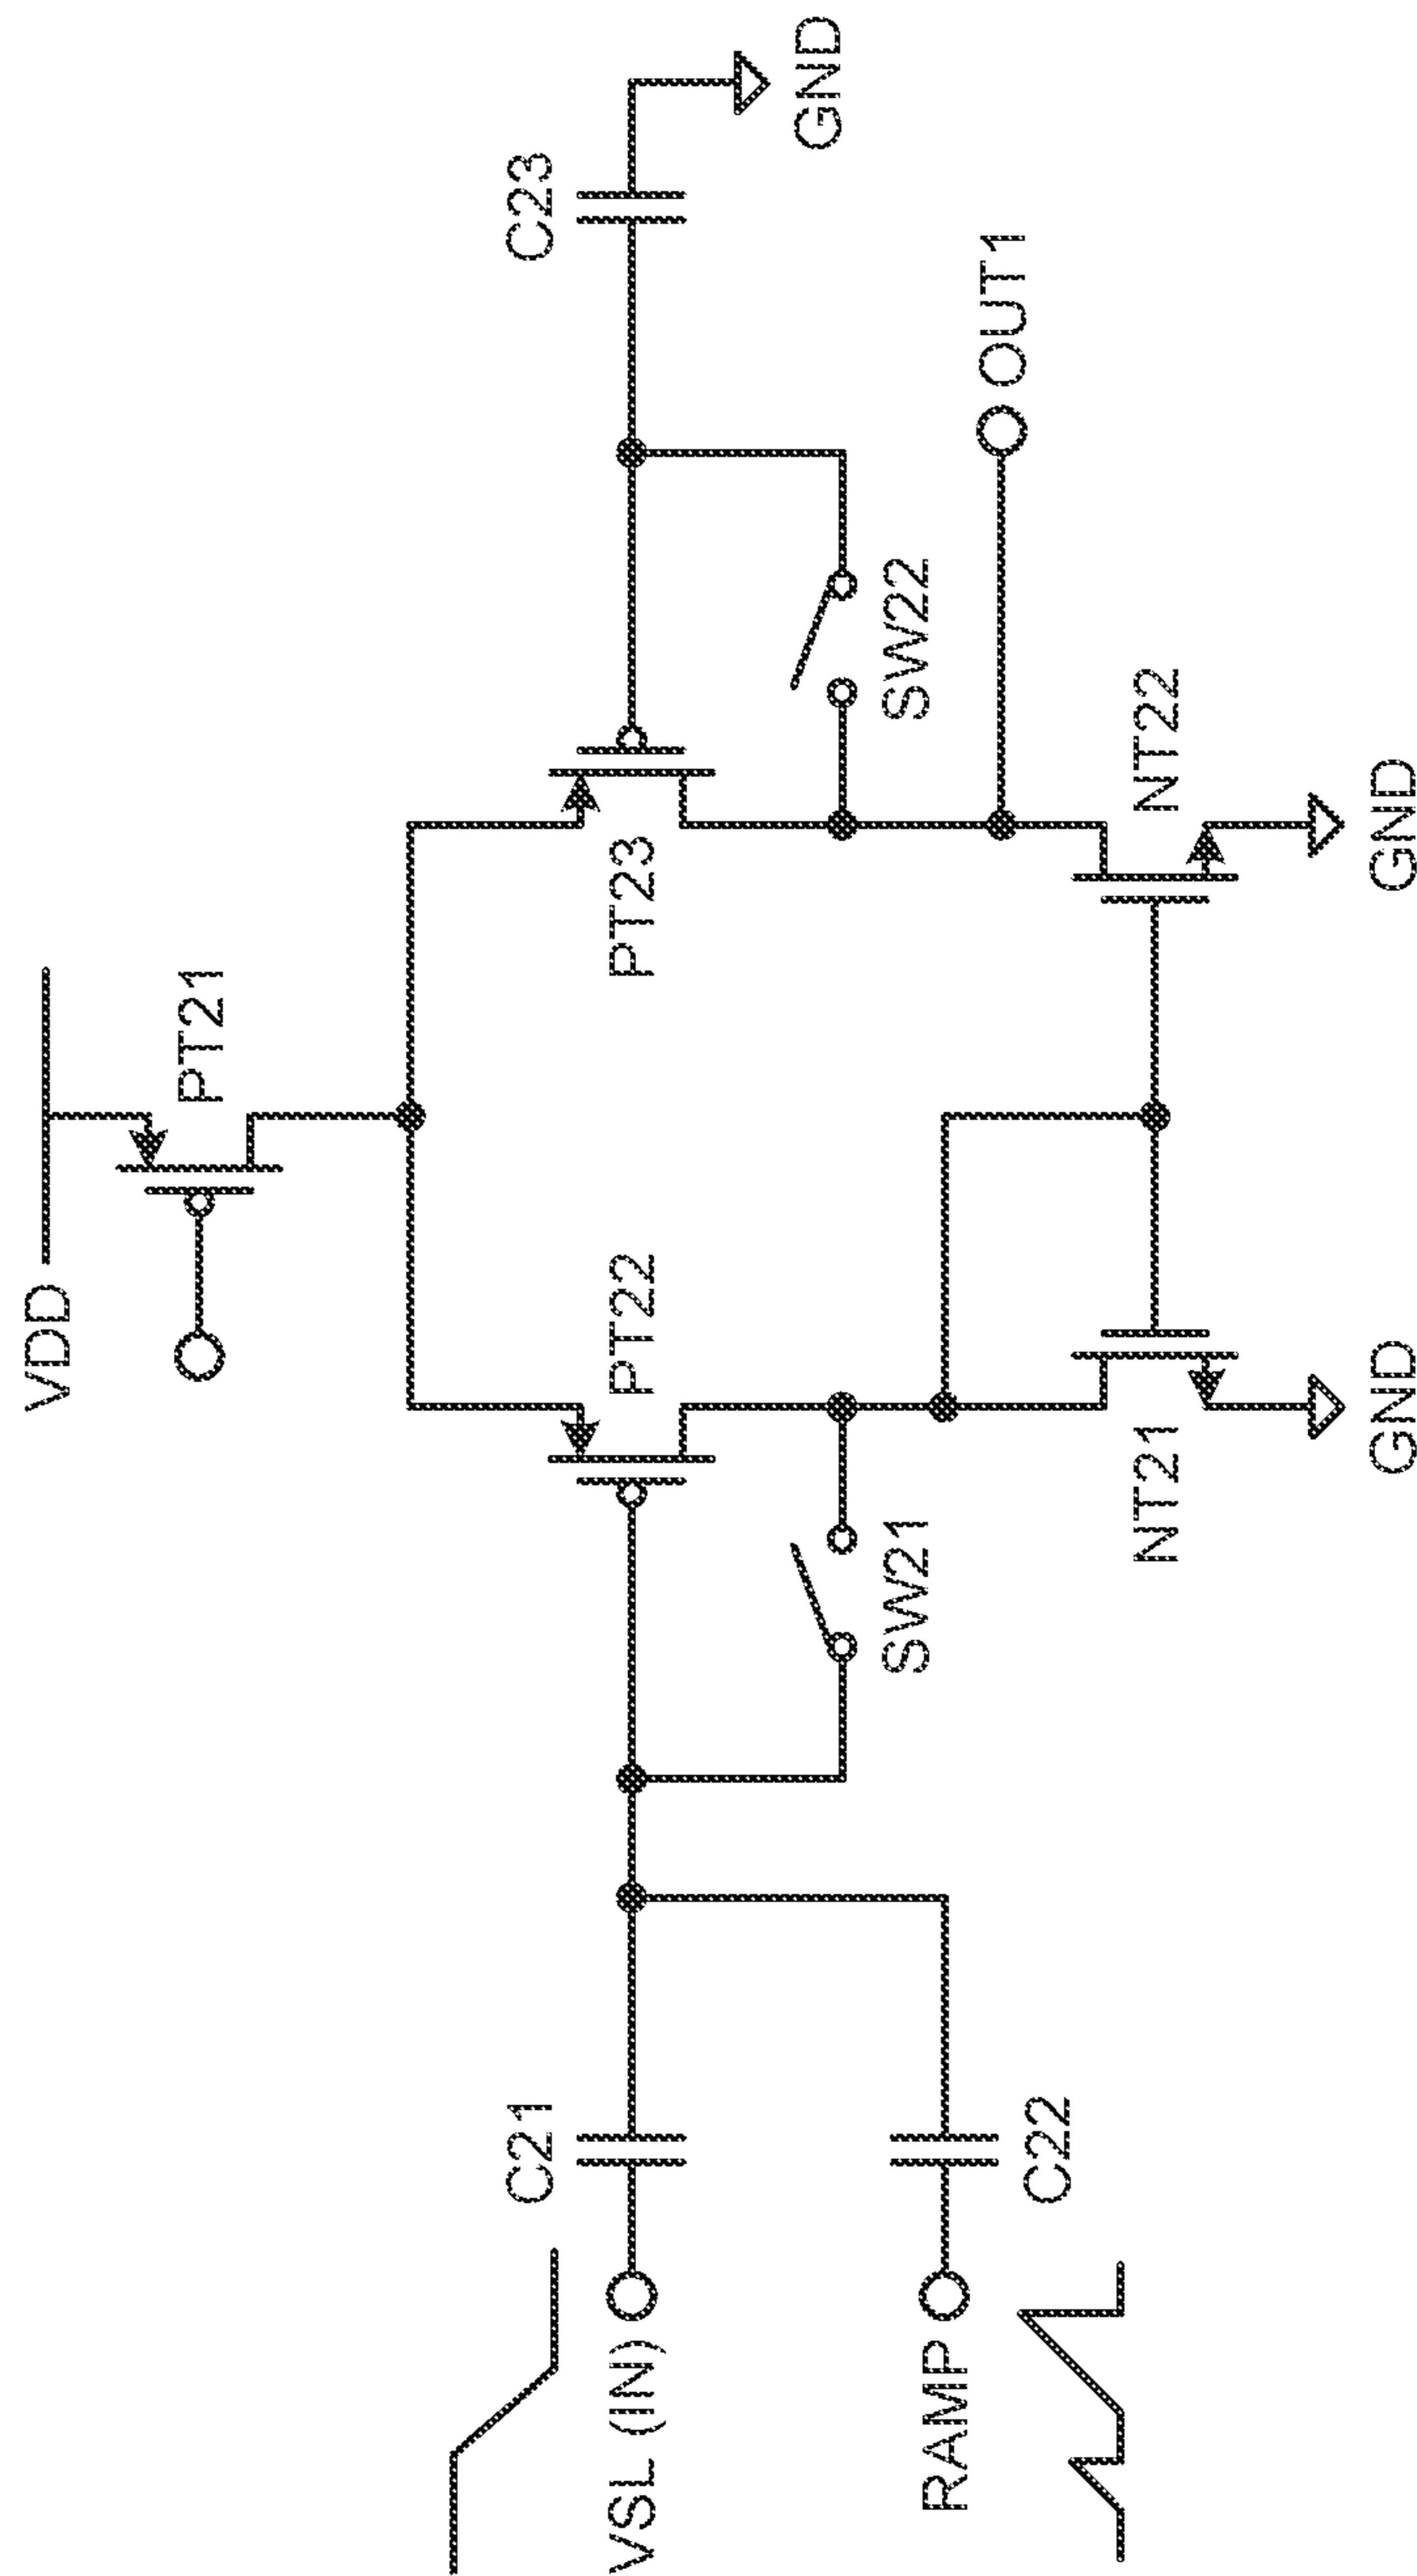 VDD
PT21
C21
C23
PT22
PT23
VSL (IN)
GND
SW21
SW22
RAMP
OUT1
C22
NT21
NT22
GND
GND